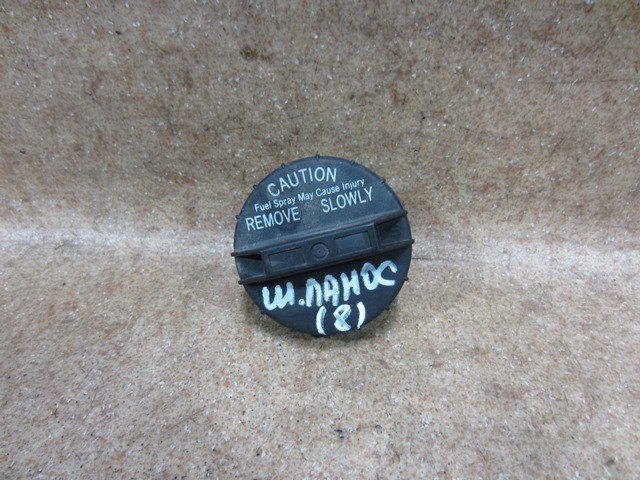 CAUTION
Fuel Spray May Cause Injury
REMOVE SLOWLY
Ш.ЛАНОС
(8)